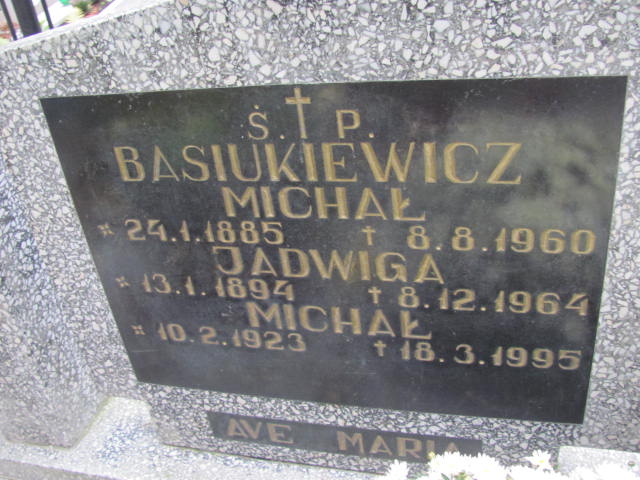 Ś. † P.
BASIUKIEWICZ
MICHAŁ
* 24.1.1885 † 8.8.1960
JADWIGA
* 13.1.1894 † 8.12.1964
MICHAŁ
* 10.2.1923 † 18.3.1995
AVE MARIA